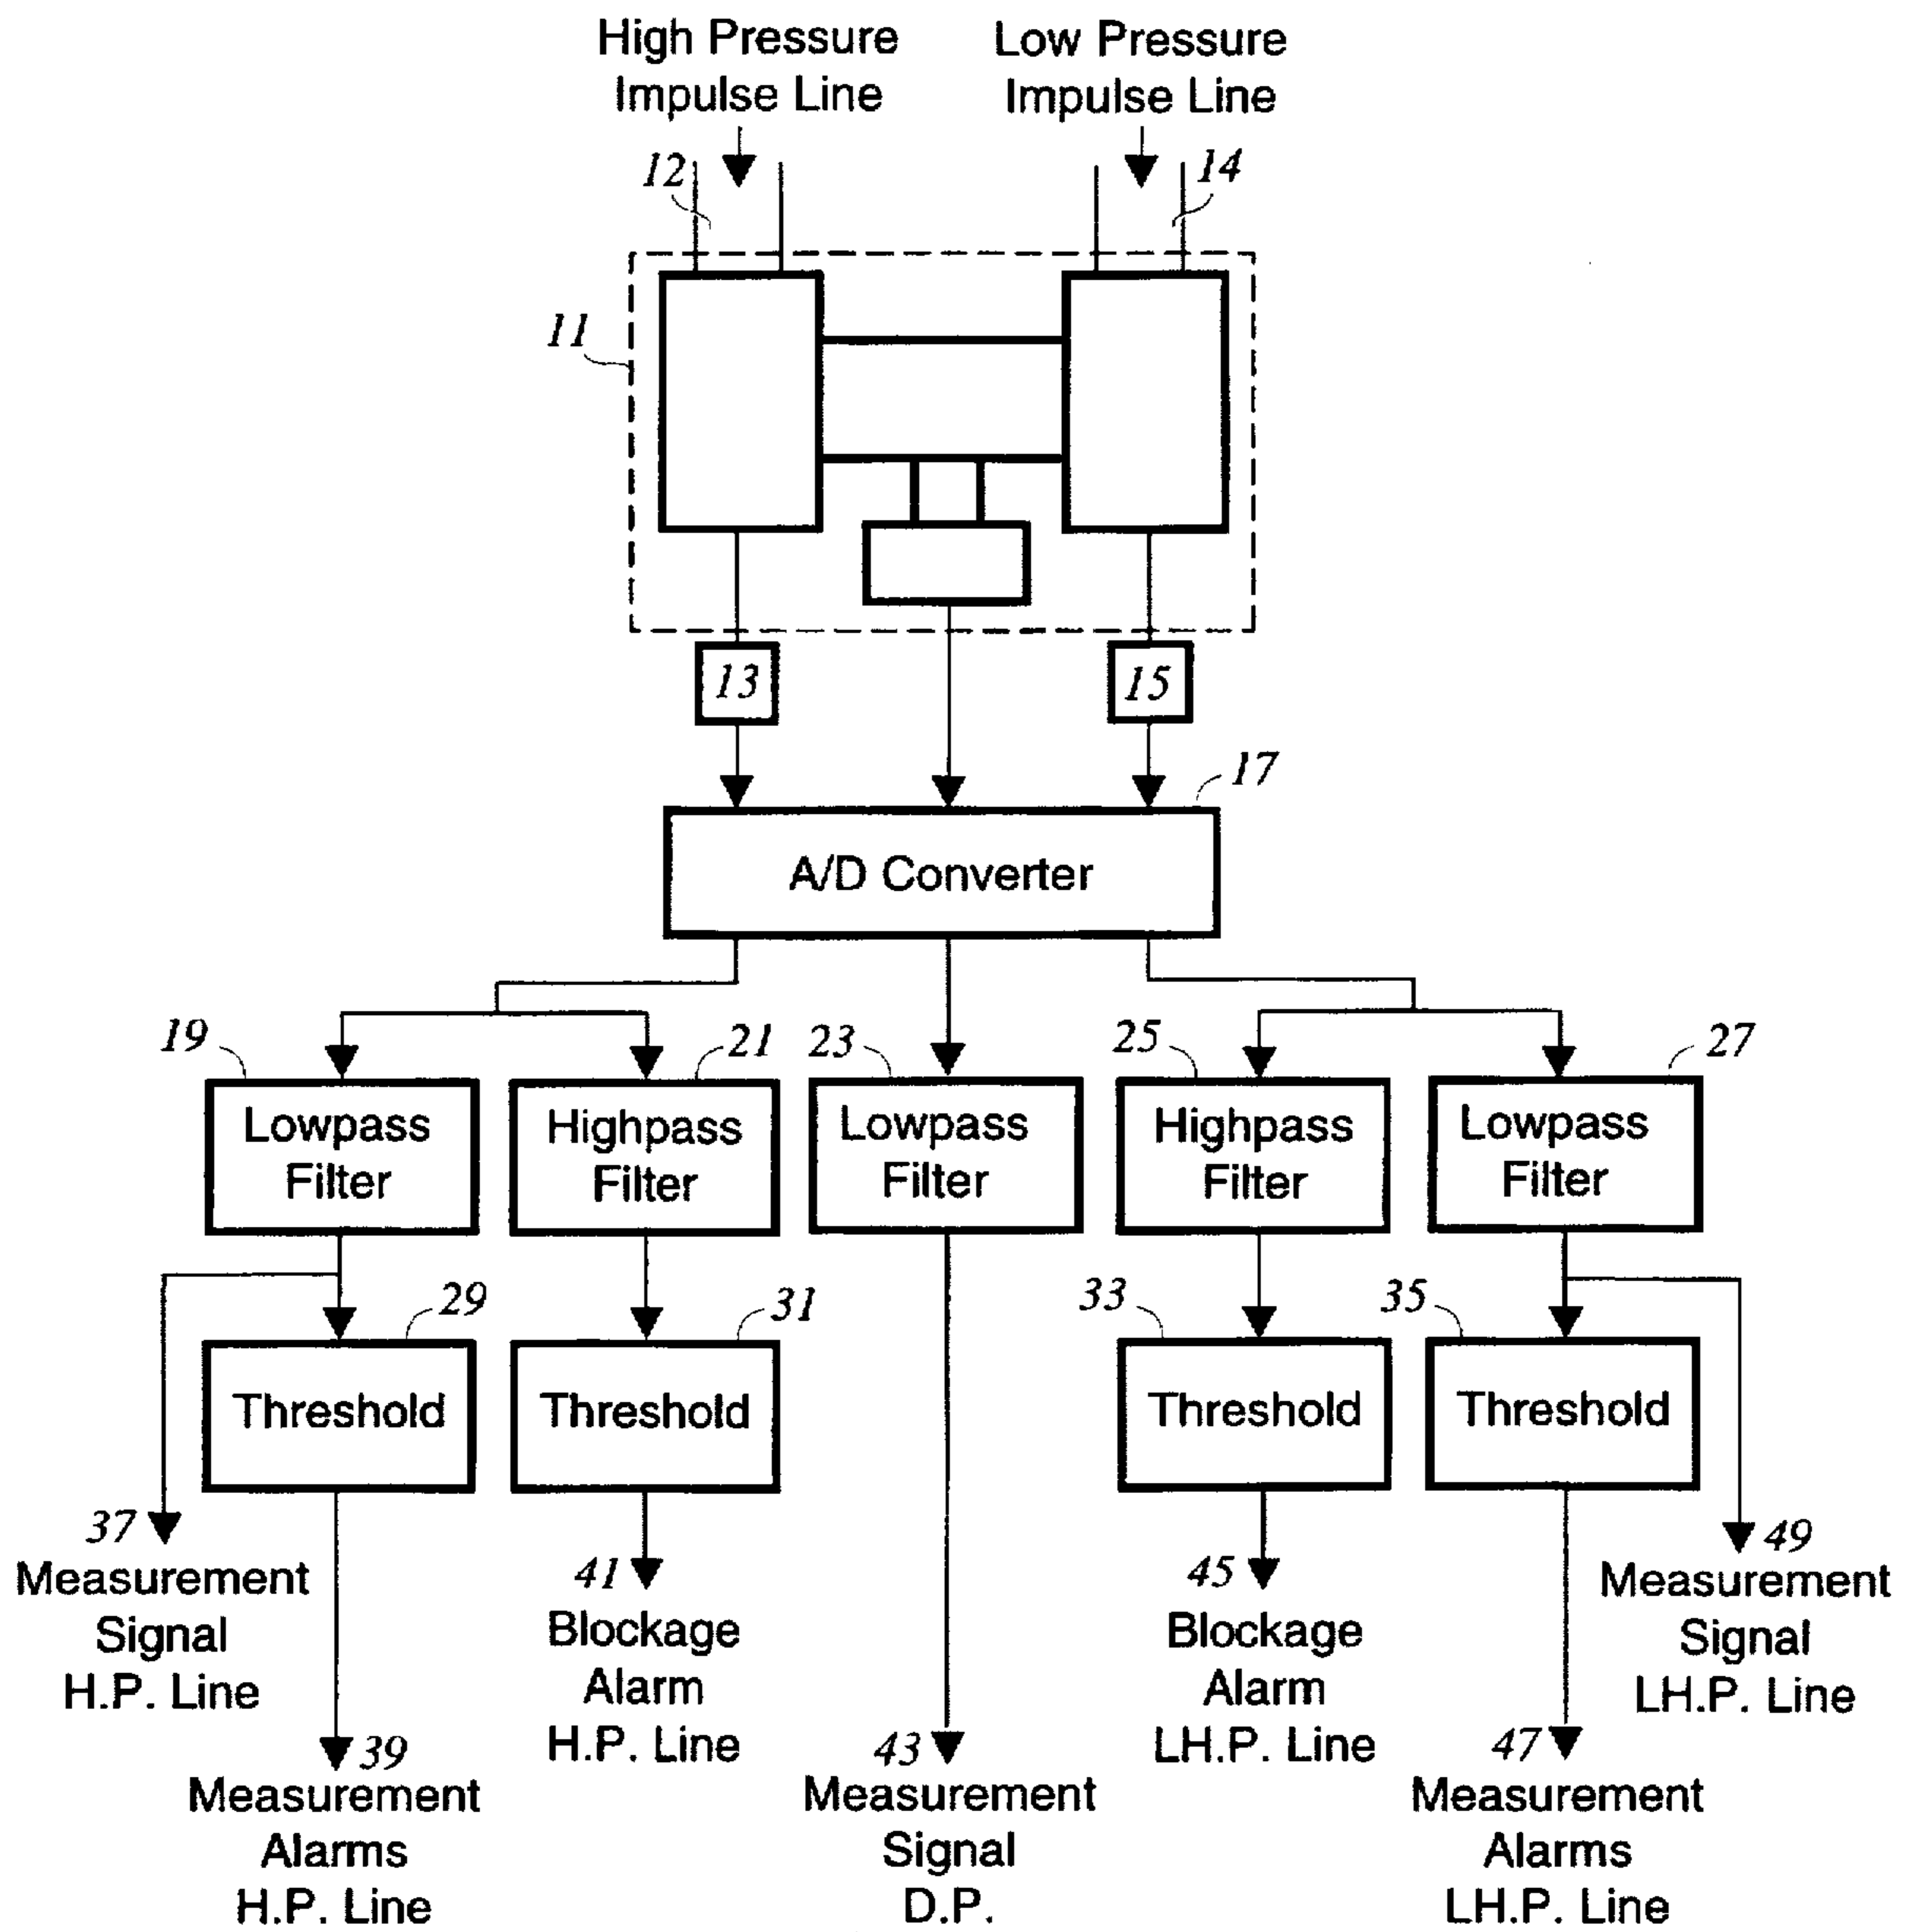 High Pressure
Impulse Line
Low Pressure
Impulse Line
12
14
11
13
15
17
A/D Converter
19
21
23
25
27
Lowpass
Filter
Highpass
Filter
Lowpass
Filter
Highpass
Filter
Lowpass
Filter
29
31
33
35
Threshold
Threshold
Threshold
Threshold
37
Measurement
Signal
H.P. Line
39
Measurement
Alarms
H.P. Line
41
Blockage
Alarm
H.P. Line
43
Measurement
Signal
D.P.
45
Blockage
Alarm
LH.P. Line
47
Measurement
Alarms
LH.P. Line
49
Measurement
Signal
LH.P. Line